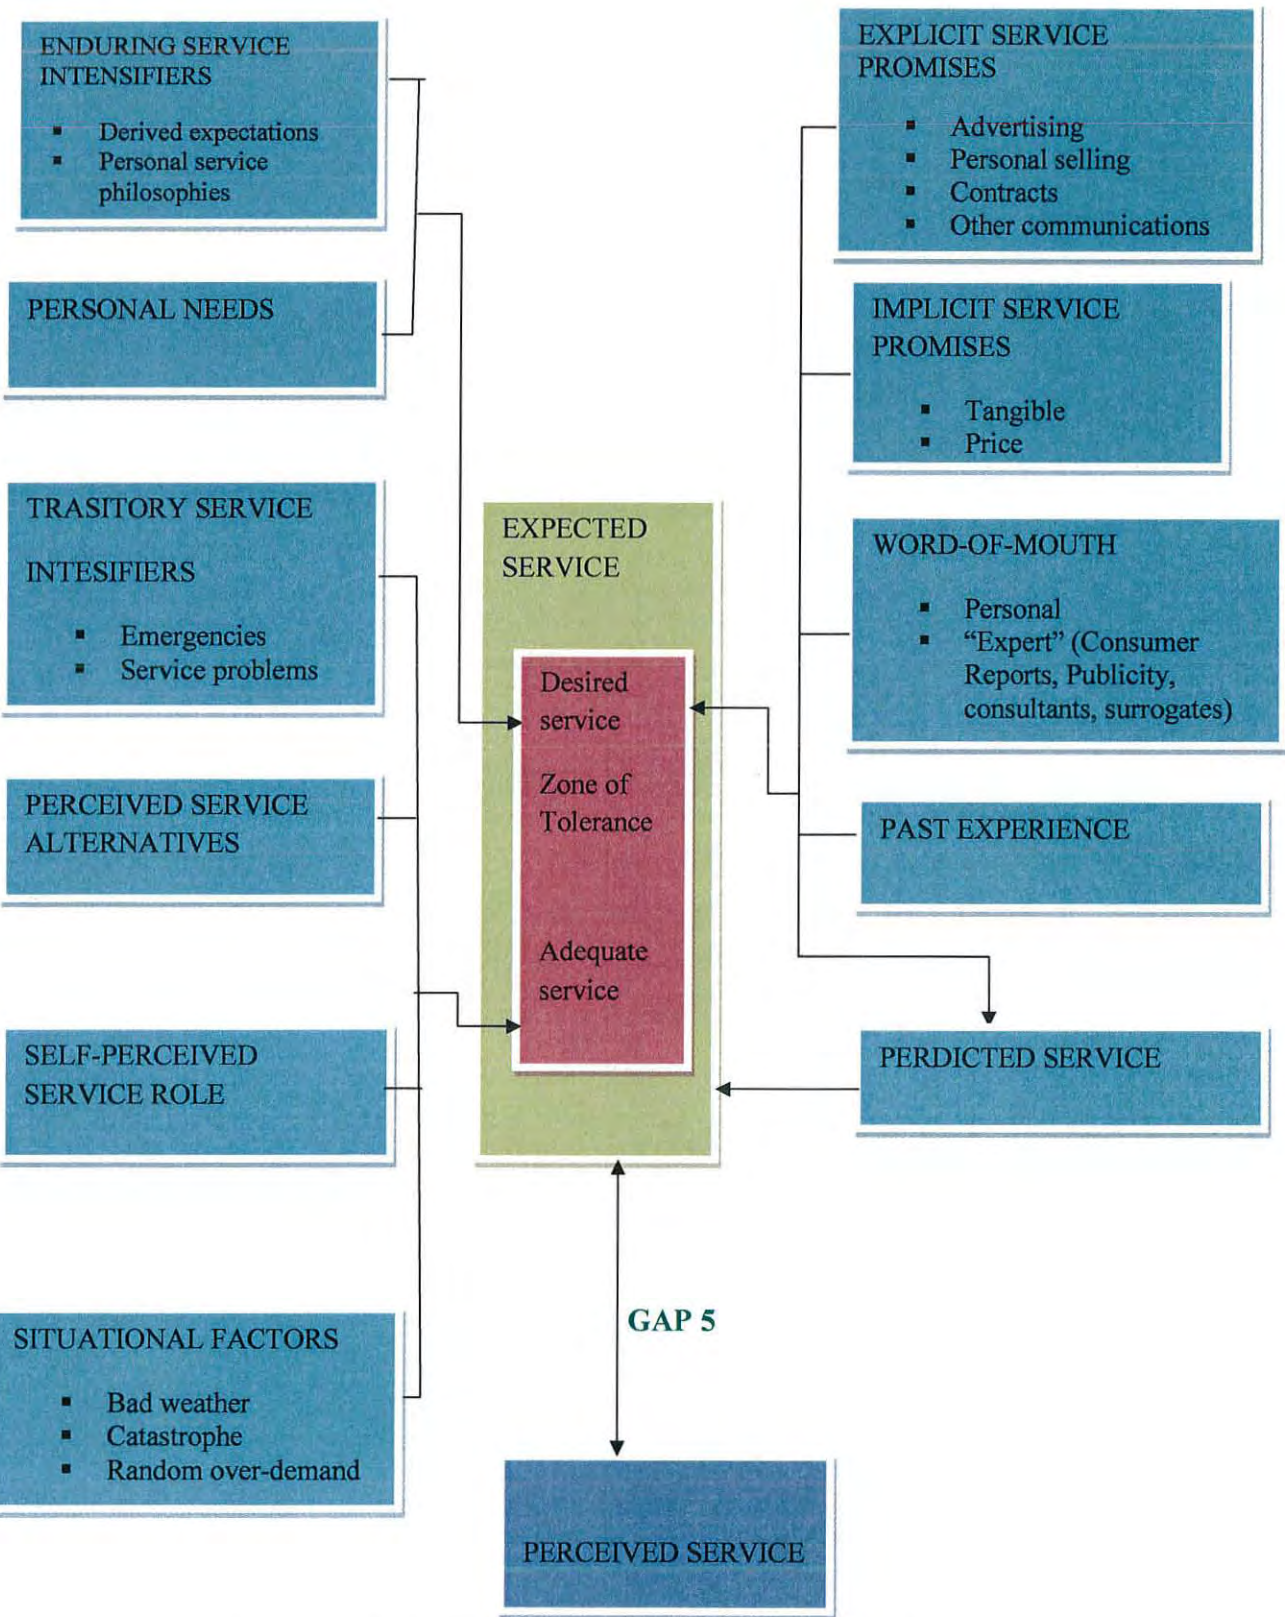 ENDURING SERVICE
INTENSIFIERS
▪ Derived expectations
▪ Personal service
philosophies
PERSONAL NEEDS
TRASITORY SERVICE
INTESIFIERS
▪ Emergencies
▪ Service problems
PERCEIVED SERVICE
ALTERNATIVES
SELF-PERCEIVED
SERVICE ROLE
SITUATIONAL FACTORS
▪ Bad weather
▪ Catastrophe
▪ Random over-demand
EXPECTED
SERVICE
Desired
service
Zone of
Tolerance
Adequate
service
GAP 5
PERCEIVED SERVICE
EXPLICIT SERVICE
PROMISES
▪ Advertising
▪ Personal selling
▪ Contracts
▪ Other communications
IMPLICIT SERVICE
PROMISES
▪ Tangible
▪ Price
WORD-OF-MOUTH
▪ Personal
▪ “Expert” (Consumer
Reports, Publicity,
consultants, surrogates)
PAST EXPERIENCE
PERDICTED SERVICE